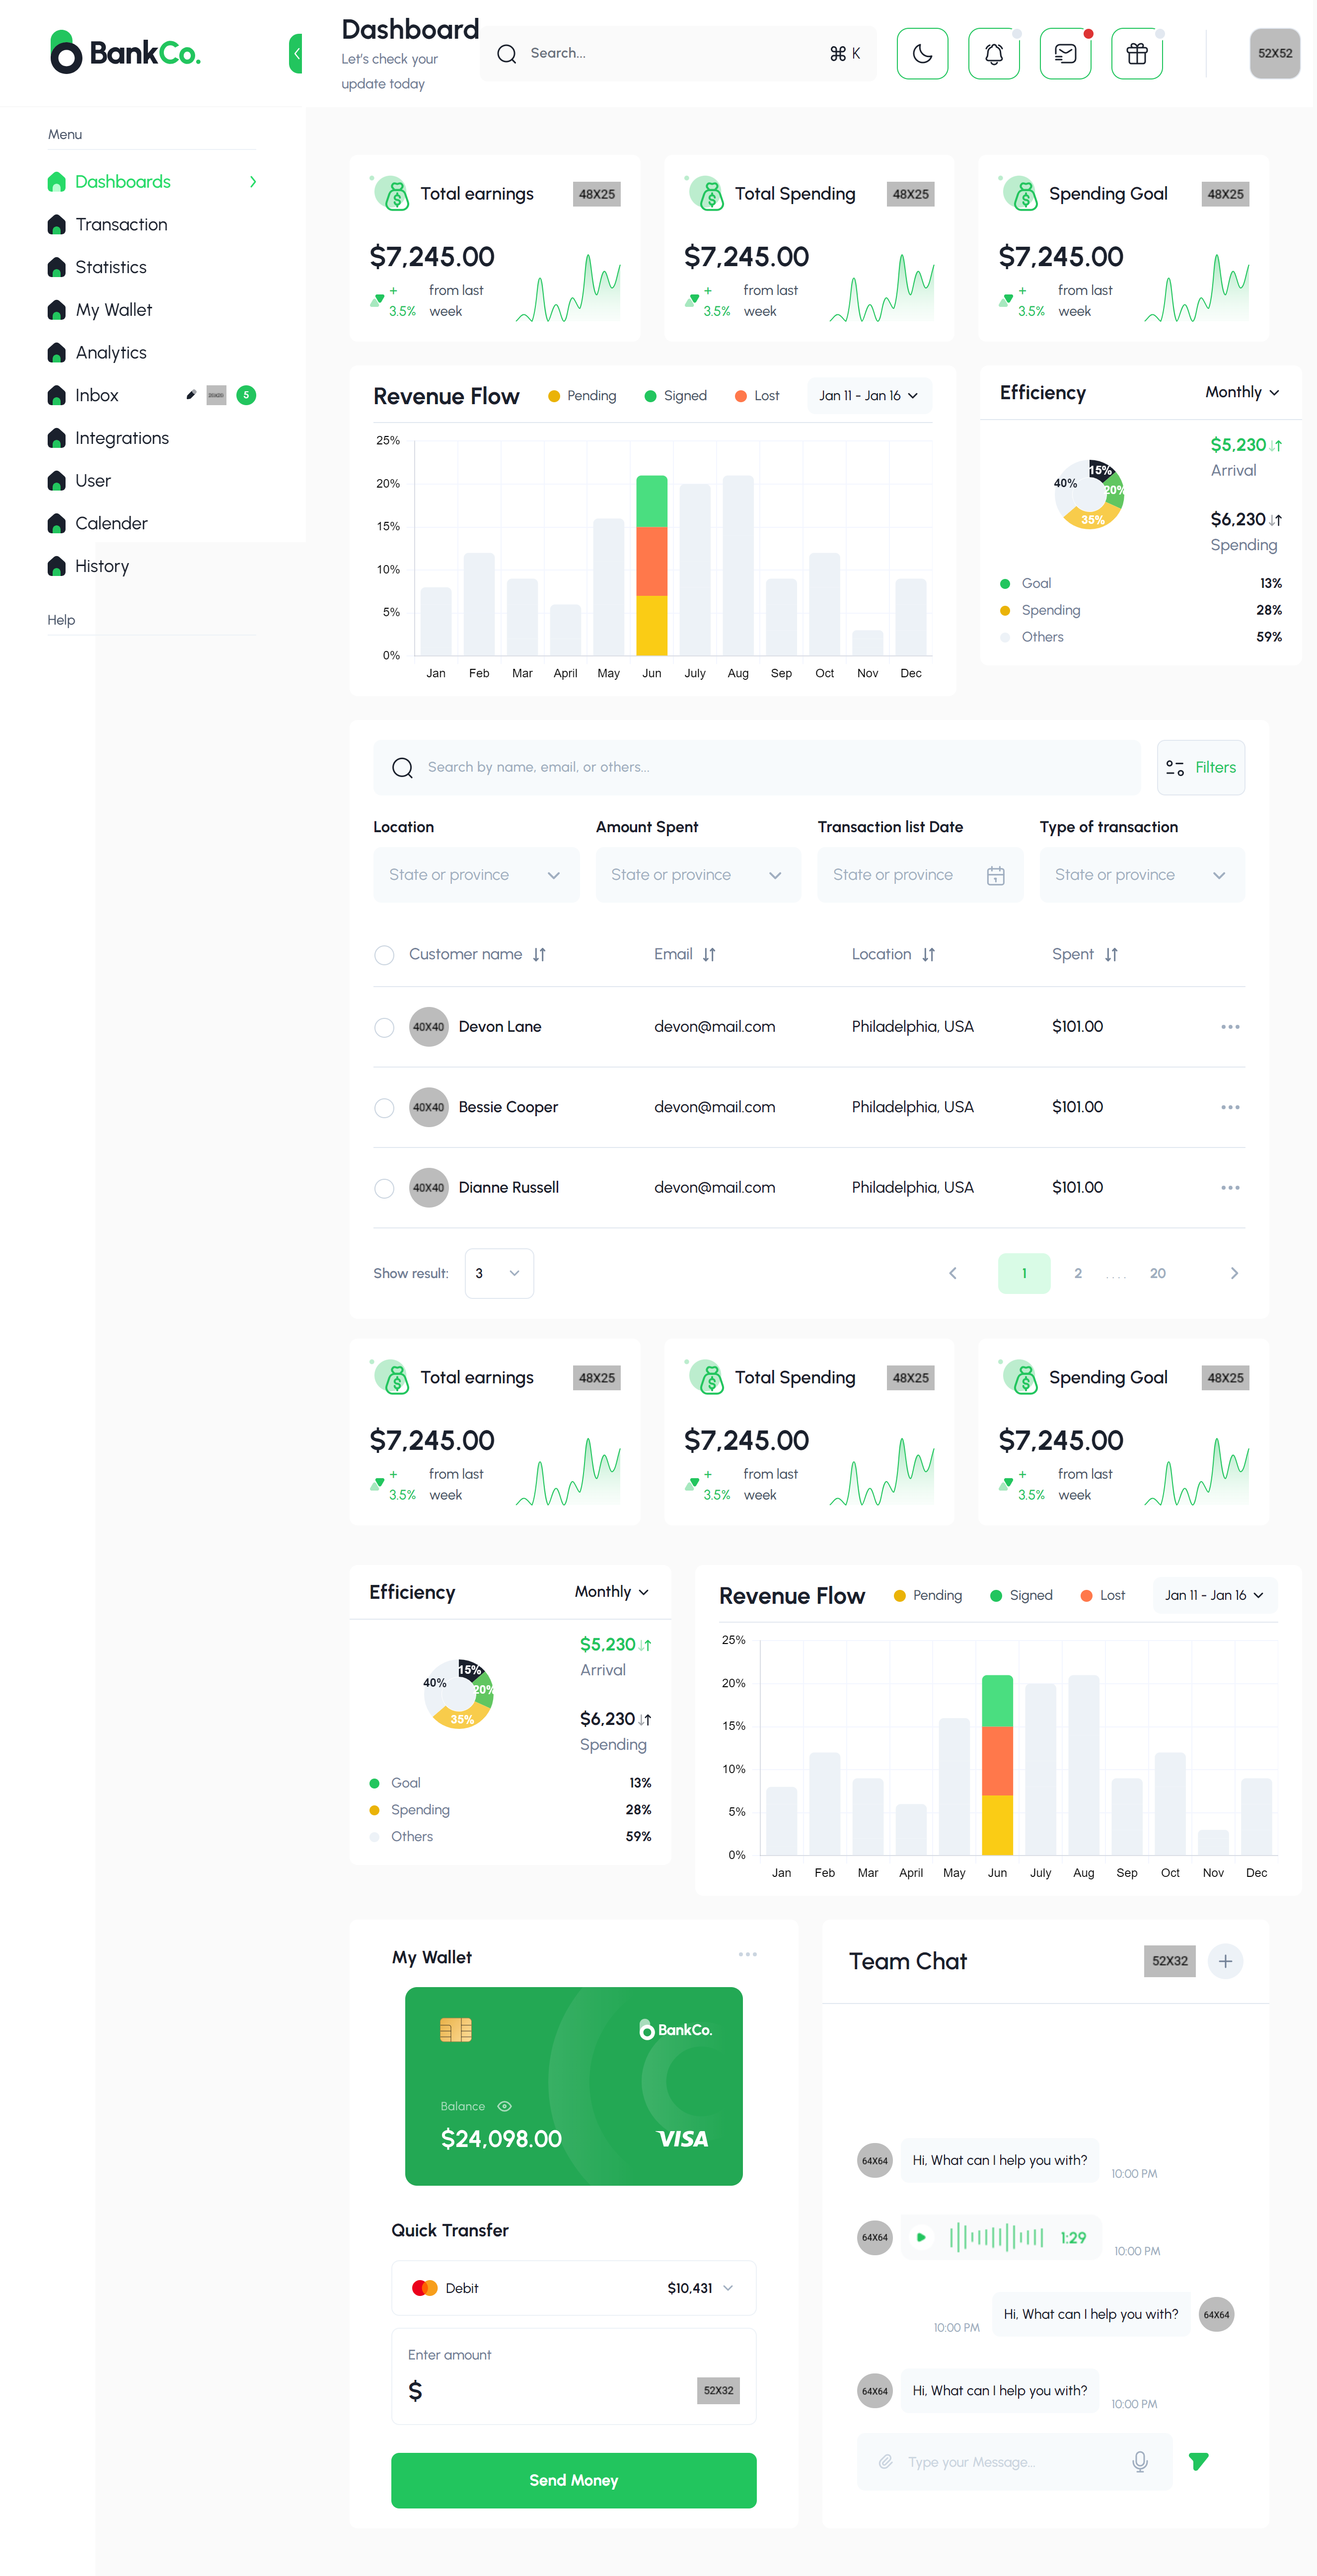 BankCo.
Dashboard
Let's check your
update today
Search...
⌘ K
52X52
Menu
Dashboards
Transaction
Statistics
My Wallet
Analytics
Inbox
5
Integrations
User
Calender
History
Help
Total earnings
48X25
$7,245.00
+
3.5%
from last
week
Total Spending
48X25
$7,245.00
+
3.5%
from last
week
Spending Goal
48X25
$7,245.00
+
3.5%
from last
week
Revenue Flow
Pending
Signed
Lost
Jan 11 - Jan 16
25%
20%
15%
10%
5%
0%
Jan Feb Mar April May Jun July Aug Sep Oct Nov Dec
Efficiency
Monthly
15%
20%
35%
40%
$5,230
Arrival
$6,230
Spending
Goal 13%
Spending 28%
Others 59%
Search by name, email, or others...
Filters
Location
State or province
Amount Spent
State or province
Transaction list Date
State or province
Type of transaction
State or province
Customer name Email Location Spent
40X40 Devon Lane devon@mail.com Philadelphia, USA $101.00
40X40 Bessie Cooper devon@mail.com Philadelphia, USA $101.00
40X40 Dianne Russell devon@mail.com Philadelphia, USA $101.00
Show result: 3
1 2 .... 20
Total earnings
48X25
$7,245.00
+
3.5%
from last
week
Total Spending
48X25
$7,245.00
+
3.5%
from last
week
Spending Goal
48X25
$7,245.00
+
3.5%
from last
week
Efficiency
Monthly
15%
20%
35%
40%
$5,230
Arrival
$6,230
Spending
Goal 13%
Spending 28%
Others 59%
Revenue Flow
Pending
Signed
Lost
Jan 11 - Jan 16
25%
20%
15%
10%
5%
0%
Jan Feb Mar April May Jun July Aug Sep Oct Nov Dec
My Wallet
BankCo.
Balance
$24,098.00
VISA
Quick Transfer
Debit
$10,431
Enter amount
$
52X32
Send Money
Team Chat
52X32
64X64
Hi, What can I help you with?
10:00 PM
64X64
1:29
10:00 PM
10:00 PM
Hi, What can I help you with?
64X64
64X64
Hi, What can I help you with?
10:00 PM
Type your Message...